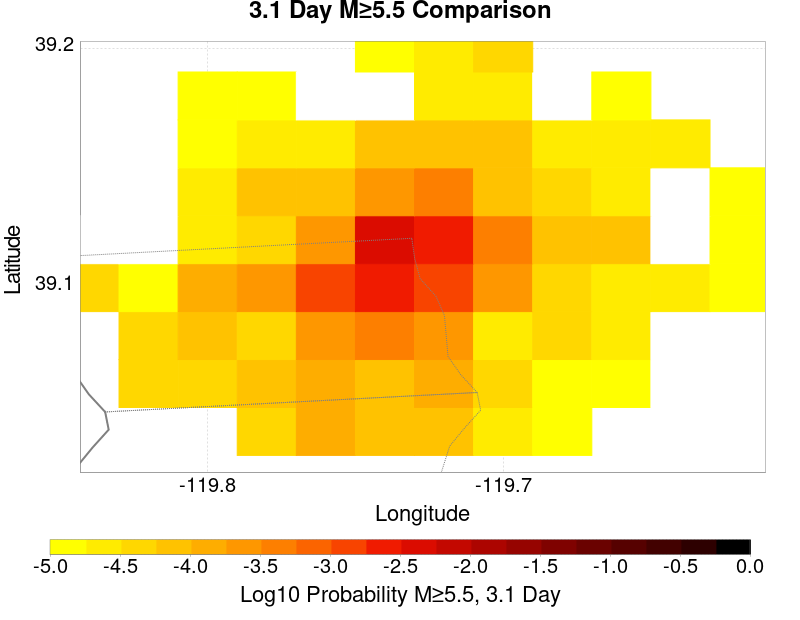 3.1 Day M≥5.5 Comparison
39.2
39.1
Latitude
-119.8
-119.7
Longitude
-5.0 -4.5 -4.0 -3.5 -3.0 -2.5 -2.0 -1.5 -1.0 -0.5 0.0
Log10 Probability M≥5.5, 3.1 Day